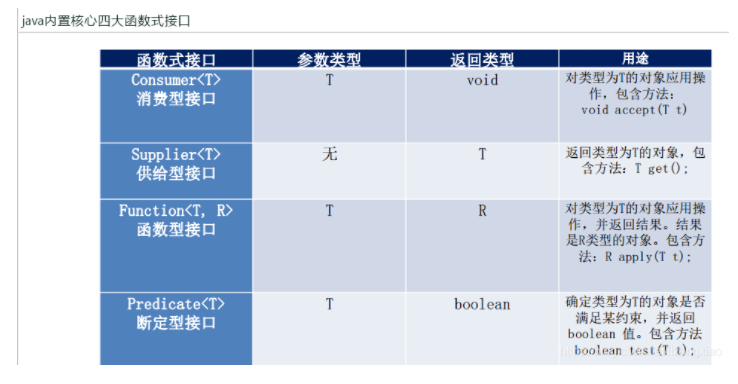 java内置核心四大函数式接口
函数式接口 参数类型 返回类型 用途
Consumer<T>
消费型接口
T
void
对类型为T的对象应用操
作，包含方法：
void accept(T t)
Supplier<T>
供给型接口
无
T
返回类型为T的对象，包
含方法：T get();
Function<T, R>
函数型接口
T
R
对类型为T的对象应用操
作，并返回结果。结果
是R类型的对象。包含方
法：R apply(T t);
Predicate<T>
断定型接口
T
boolean
确定类型为T的对象是否
满足某约束，并返回
boolean 值。包含方法
boolean test(T t);